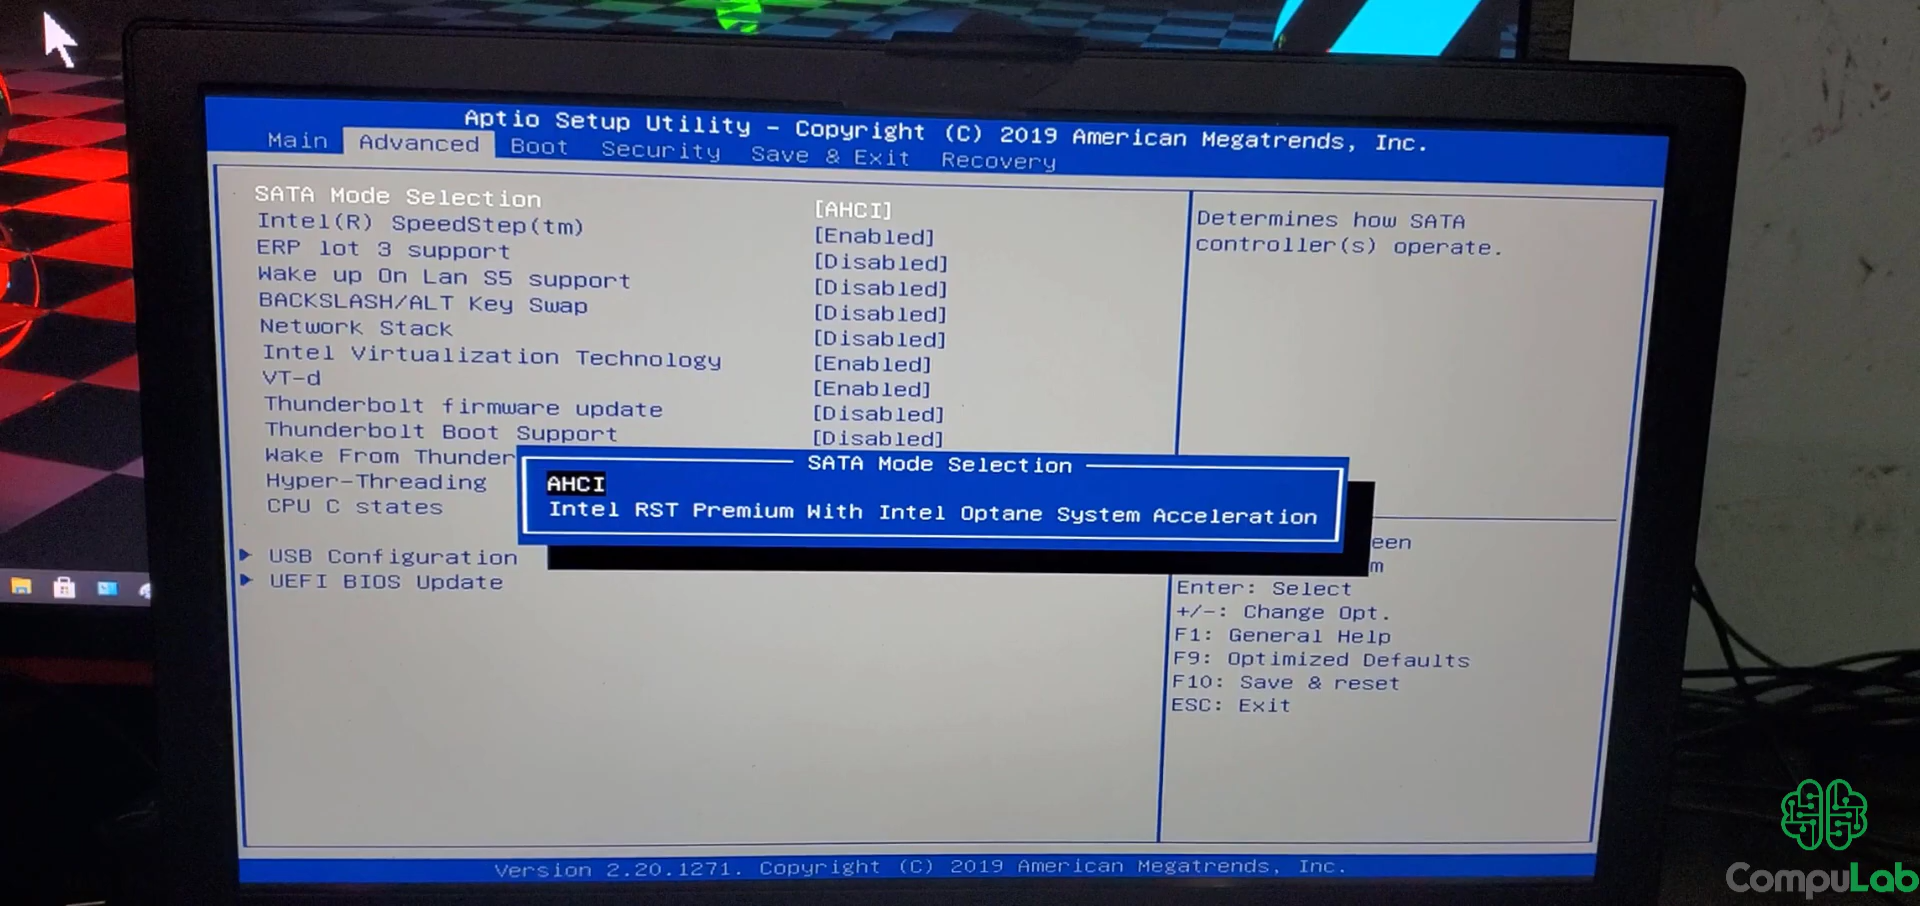 Aptio Setup Utility – Copyright (C) 2019 American Megatrends, Inc.
Main Advanced Boot Security Save & Exit Recovery
SATA Mode Selection [AHCI]
Intel(R) SpeedStep(tm) [Enabled]
ERP lot 3 support [Disabled]
Wake up On Lan S5 support [Disabled]
BACKSLASH/ALT Key Swap [Disabled]
Network Stack [Disabled]
Intel Virtualization Technology [Enabled]
VT-d [Enabled]
Thunderbolt firmware update [Disabled]
Thunderbolt Boot Support [Disabled]
Wake From Thunder
Hyper-Threading
CPU C states
USB Configuration
UEFI BIOS Update
SATA Mode Selection
AHCI
Intel RST Premium With Intel Optane System Acceleration
Determines how SATA
controller(s) operate.
een
m
Enter: Select
+/-: Change Opt.
F1: General Help
F9: Optimized Defaults
F10: Save & reset
ESC: Exit
Version 2.20.1271. Copyright (C) 2019 American Megatrends, Inc.
CompuLab